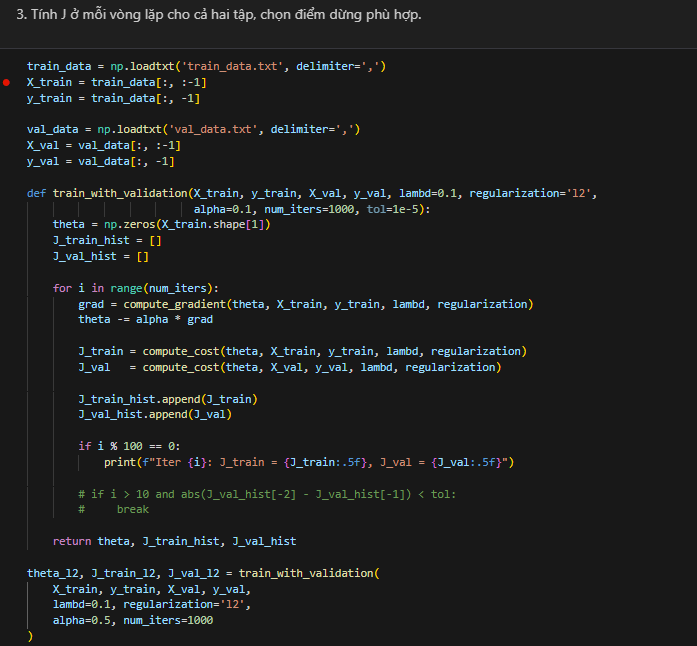 3. Tính J ở mỗi vòng lặp cho cả hai tập, chọn điểm dừng phù hợp.
train_data = np.loadtxt('train_data.txt', delimiter=',')
X_train = train_data[:, :-1]
y_train = train_data[:, -1]
val_data = np.loadtxt('val_data.txt', delimiter=',')
X_val = val_data[:, :-1]
y_val = val_data[:, -1]
def train_with_validation(X_train, y_train, X_val, y_val, lambd=0.1, regularization='l2',
                          alpha=0.1, num_iters=1000, tol=1e-5):
    theta = np.zeros(X_train.shape[1])
    J_train_hist = []
    J_val_hist = []
    for i in range(num_iters):
        grad = compute_gradient(theta, X_train, y_train, lambd, regularization)
        theta -= alpha * grad
        J_train = compute_cost(theta, X_train, y_train, lambd, regularization)
        J_val   = compute_cost(theta, X_val, y_val, lambd, regularization)
        J_train_hist.append(J_train)
        J_val_hist.append(J_val)
        if i % 100 == 0:
            print(f"Iter {i}: J_train = {J_train:.5f}, J_val = {J_val:.5f}")
        # if i > 10 and abs(J_val_hist[-2] - J_val_hist[-1]) < tol:
        #     break
    return theta, J_train_hist, J_val_hist
theta_l2, J_train_l2, J_val_l2 = train_with_validation(
    X_train, y_train, X_val, y_val,
    lambd=0.1, regularization='l2',
    alpha=0.5, num_iters=1000
)